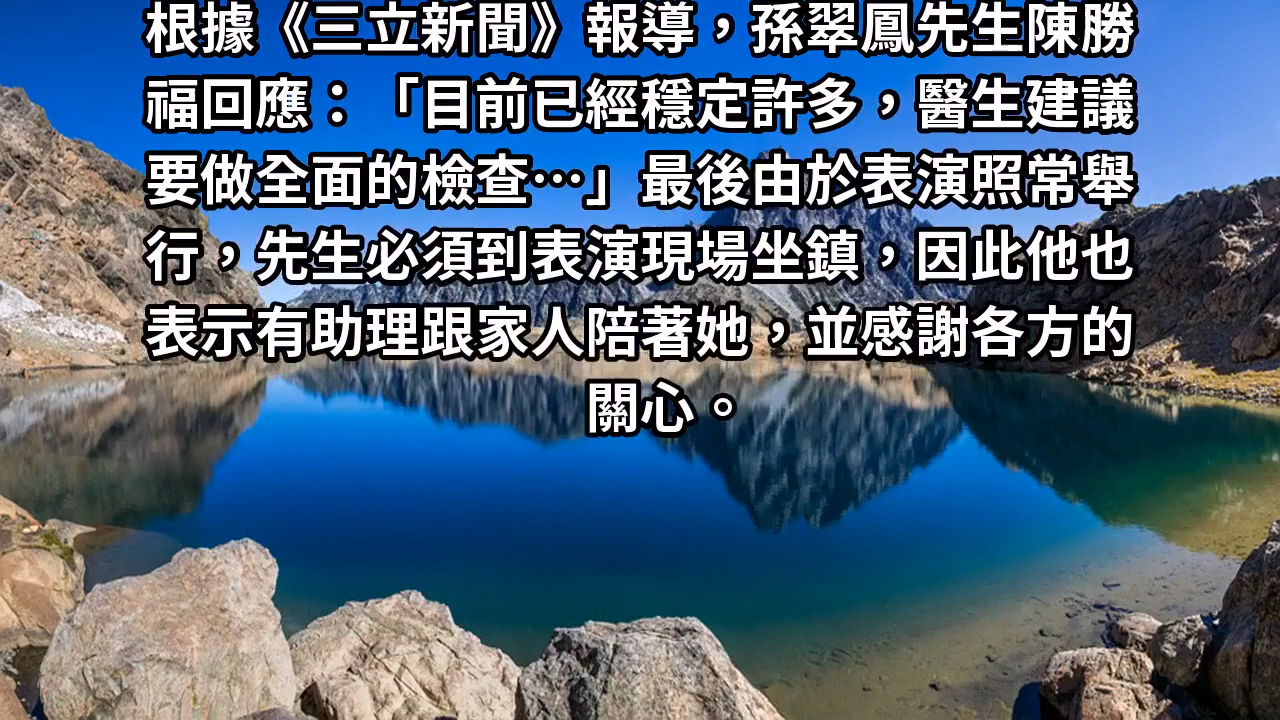 根據《三立新聞》報導，孫翠鳳先生陳勝
福回應：「目前已經穩定許多，醫生建議
要做全面的檢查…」最後由於表演照常舉
行，先生必須到表演現場坐鎮，因此他也
表示有助理跟家人陪著她，並感謝各方的
關心。